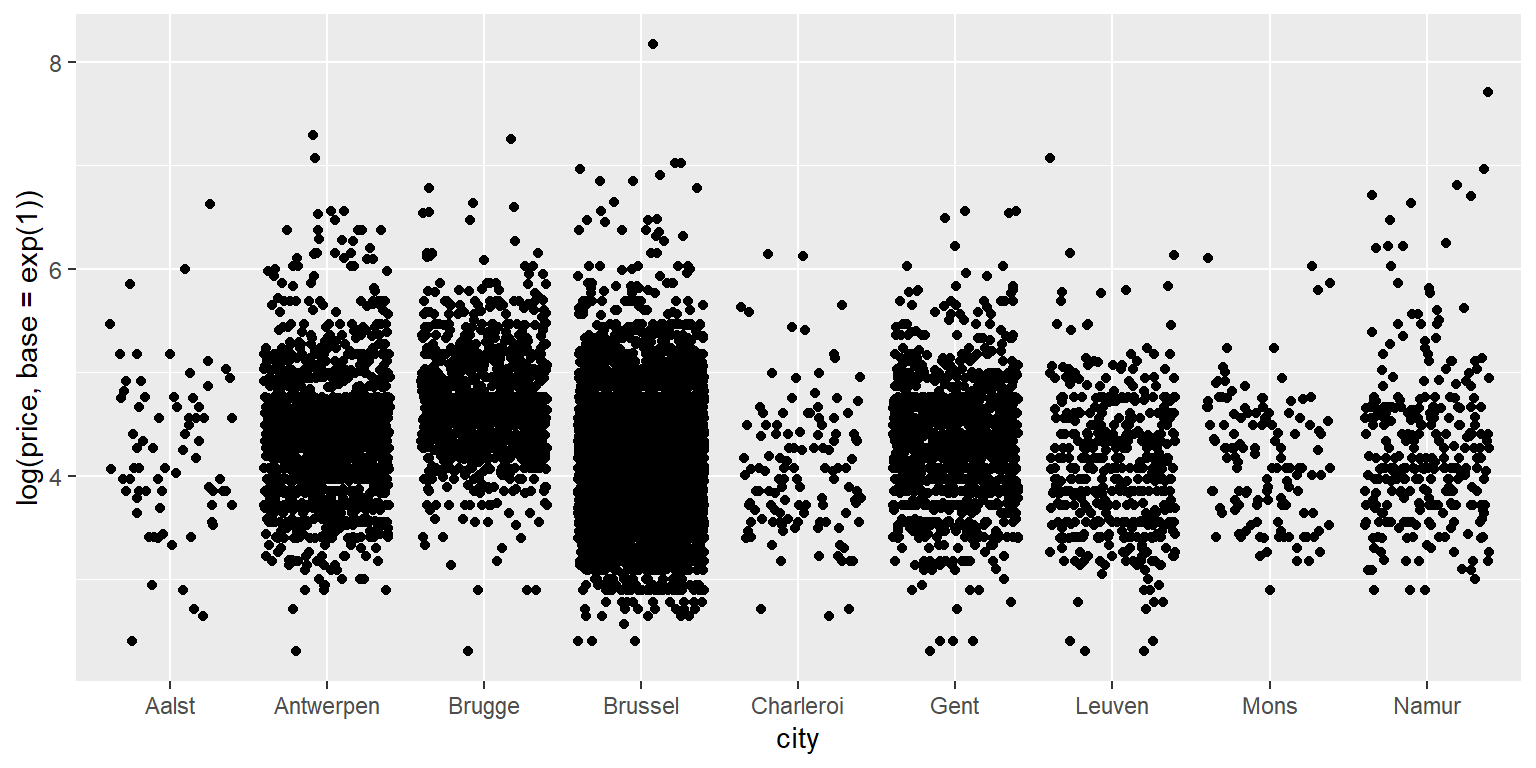 8
6
4
log(price, base = exp(1))
Aalst Antwerpen Brugge Brussel Charleroi Gent Leuven Mons Namur
city